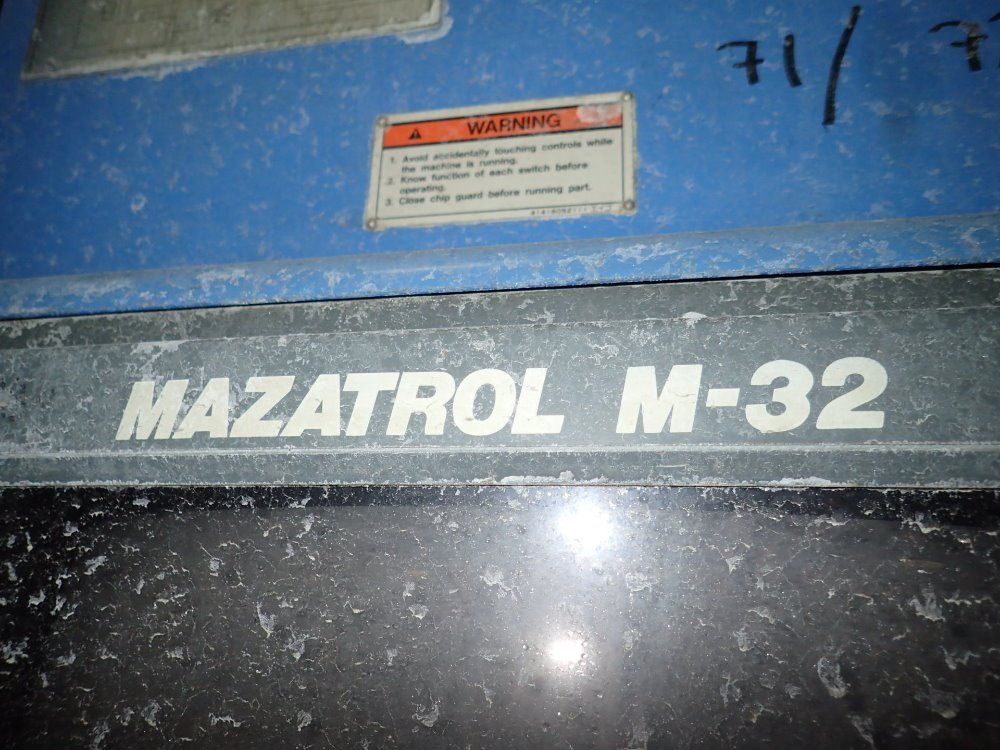 71/ 7
WARNING
1. Avoid accidentally touching controls while
the machine is running.
2. Know function of each switch before
operating.
3. Close chip guard before running part.
MAZATROL M-32